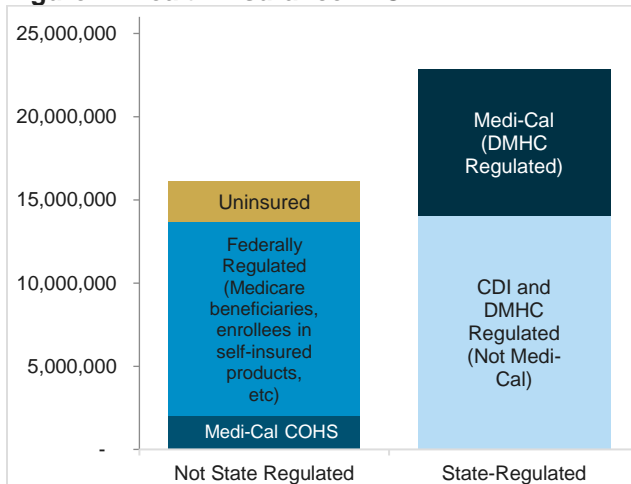 25,000,000
20,000,000
15,000,000
10,000,000
5,000,000
-
Uninsured
Federally
Regulated
(Medicare
beneficiaries,
enrollees in
self-insured
products,
etc)
Medi-Cal COHS
Medi-Cal
(DMHC
Regulated)
CDI and
DMHC
Regulated
(Not Medi-
Cal)
Not State Regulated
State-Regulated